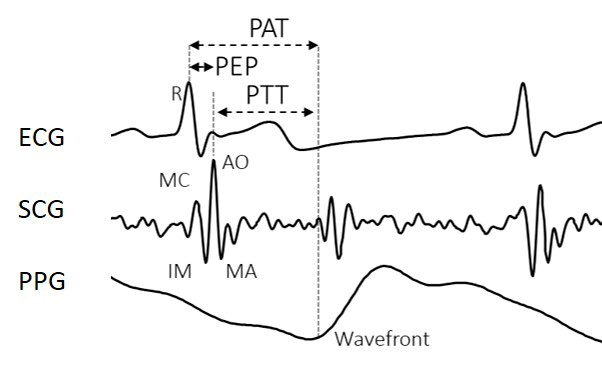 PAT
PEP
R
PTT
ECG
AO
MC
SCG
IM
MA
PPG
Wavefront